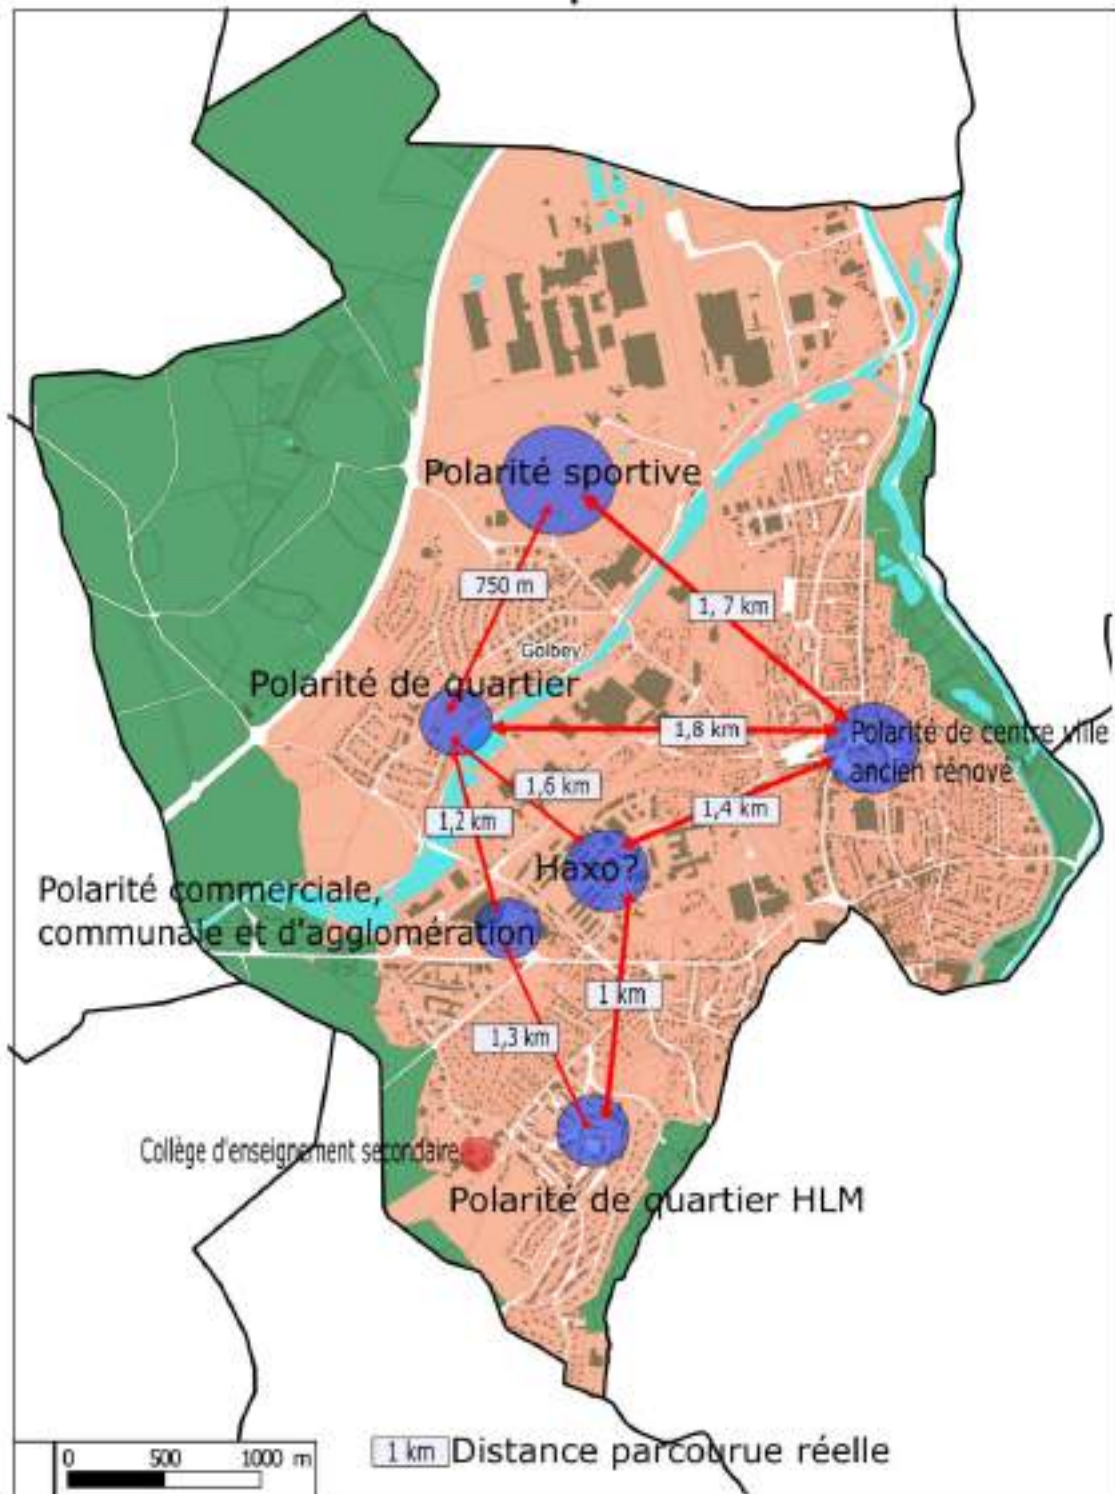 Polarité sportive
750 m
1, 7 km
Golbey
Polarité de quartier
1,8 km
Polarité de centre ville
ancien rénové
1,6 km
1,4 km
1,2 km
Haxo?
Polarité commerciale,
communale et d'agglomération
1 km
1,3 km
Collège d'enseignement secondaire
Polarité de quartier HLM
0 500 1000 m
1 km Distance parcourue réelle